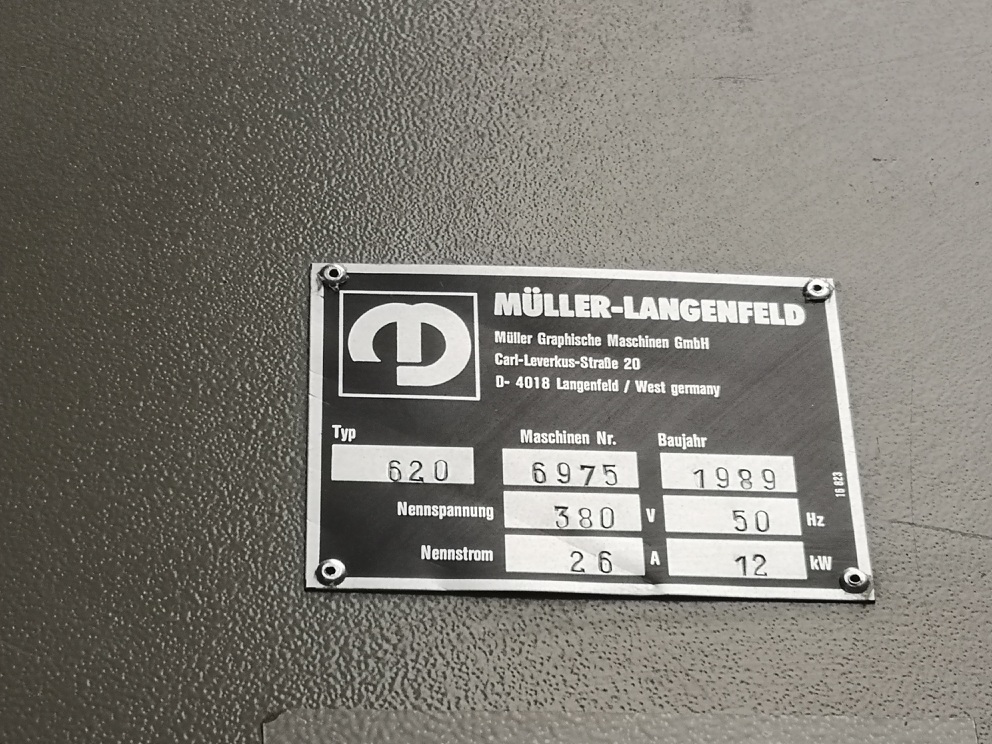 MÜLLER-LANGENFELD
Müller Graphische Maschinen GmbH
Carl-Leverkus-Straße 20
D- 4018 Langenfeld / West germany
Typ Maschinen Nr. Baujahr
620 6975 1989
Nennspannung 380 V 50 Hz
Nennstrom 26 A 12 kW
16 823